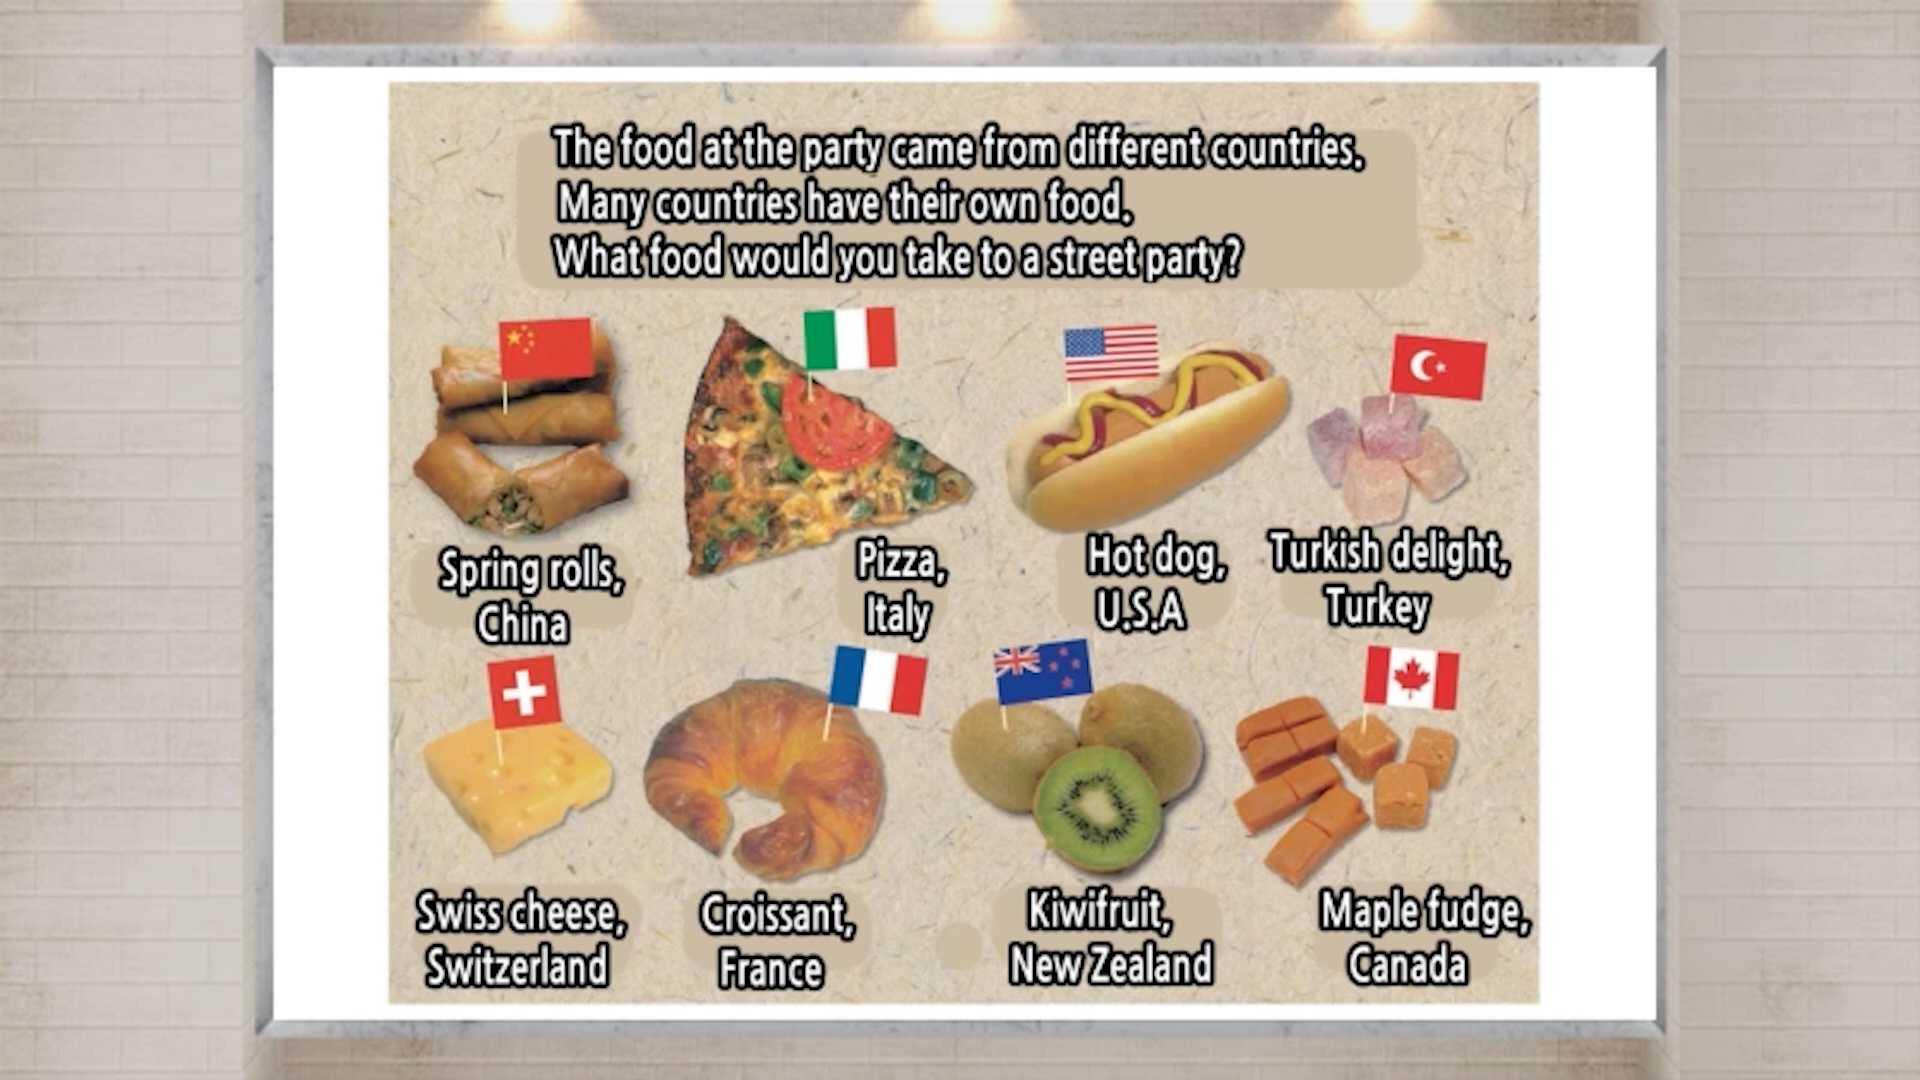 The food at the party came from different countries.
Many countries have their own food.
What food would you take to a street party?
Spring rolls,
China
Pizza,
Italy
Hot dog,
U.S.A
Turkish delight,
Turkey
Swiss cheese,
Switzerland
Croissant,
France
Kiwifruit,
New Zealand
Maple fudge,
Canada